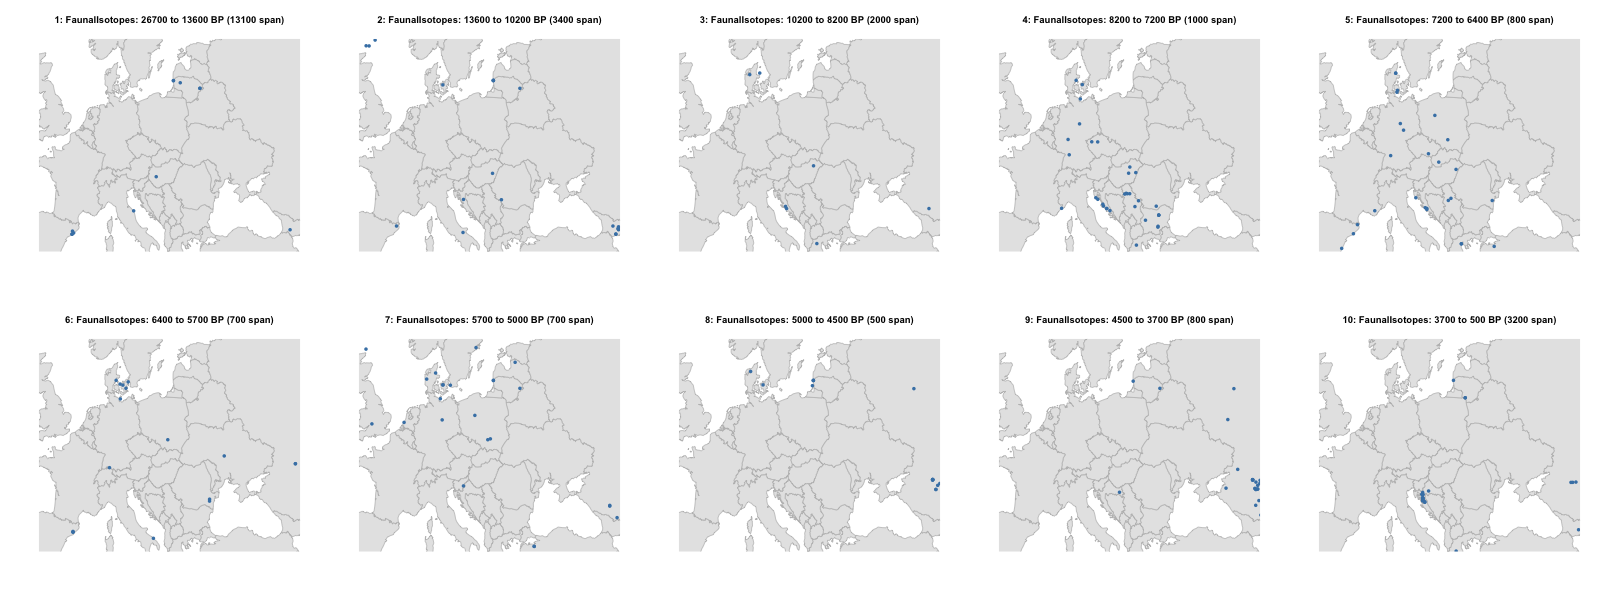 1: FaunalIsotopes: 26700 to 13600 BP (13100 span)
2: FaunalIsotopes: 13600 to 10200 BP (3400 span)
3: FaunalIsotopes: 10200 to 8200 BP (2000 span)
4: FaunalIsotopes: 8200 to 7200 BP (1000 span)
5: FaunalIsotopes: 7200 to 6400 BP (800 span)
6: FaunalIsotopes: 6400 to 5700 BP (700 span)
7: FaunalIsotopes: 5700 to 5000 BP (700 span)
8: FaunalIsotopes: 5000 to 4500 BP (500 span)
9: FaunalIsotopes: 4500 to 3700 BP (800 span)
10: FaunalIsotopes: 3700 to 500 BP (3200 span)